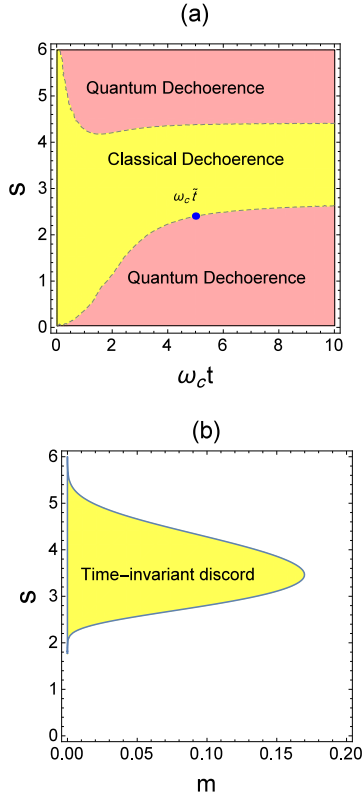 (a)
6
5
4
3
2
1
0
s
Quantum Dechoerence
Classical Dechoerence
ω_c t̃
Quantum Dechoerence
0 2 4 6 8 10
ω_c t
(b)
6
5
4
3
2
1
0
s
Time-invariant discord
0.00 0.05 0.10 0.15 0.20
m